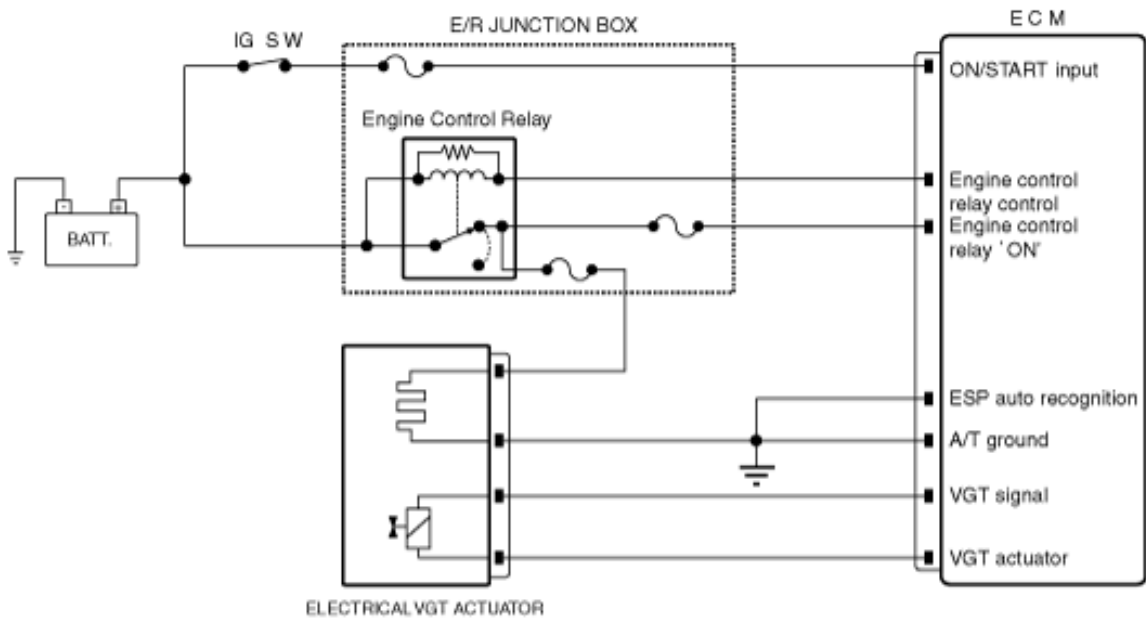 E C M
E/R JUNCTION BOX
IG S W
ON/START input
Engine Control Relay
Engine control
relay control
Engine control
relay 'ON'
- +
BATT.
ESP auto recognition
A/T ground
VGT signal
VGT actuator
ELECTRICAL VGT ACTUATOR